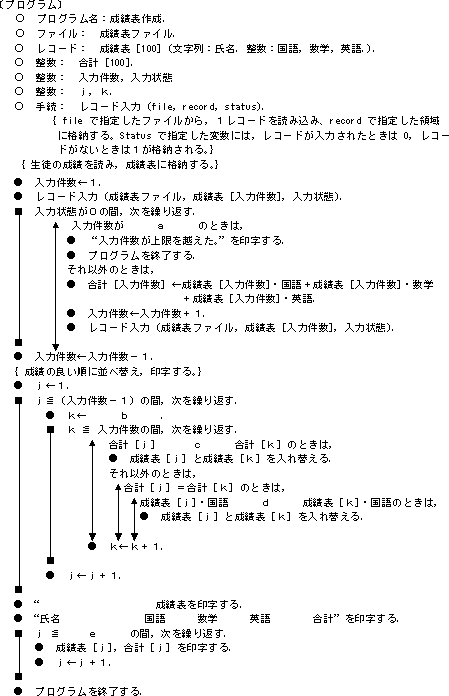 〔プログラム〕
○ プログラム名：成績表作成．
○ ファイル： 成績表ファイル．
○ レコード： 成績表［100］（文字列：氏名．整数：国語，数学，英語．）．
○ 整数： 合計［100］．
○ 整数： 入力件数，入力状態
○ 整数： ｊ，ｋ．
○ 手続： レコード入力（file，record，status）．
｛ file で指定したファイルから，１レコードを読み込み，record で指定した領域
に格納する。Status で指定した変数には，レコードが入力されたときは 0，レコー
ドがないときは１が格納される。｝
｛ 生徒の成績を読み，成績表に格納する。｝
● 入力件数←１．
● レコード入力（成績表ファイル，成績表［入力件数］，入力状態）．
■ 入力状態が０の間，次を繰り返す．
入力件数が ａ のときは，
● “入力件数が上限を越えた。”を印字する．
● プログラムを終了する．
それ以外のときは，
● 合計［入力件数］←成績表［入力件数］・国語＋成績表［入力件数］・数学
＋成績表［入力件数］・英語．
● 入力件数←入力件数＋１．
● レコード入力（成績表ファイル，成績表［入力件数］，入力状態）．
■
● 入力件数←入力件数－１．
｛ 成績の良い順に並べ替え，印字する。｝
● ｊ←１．
■ ｊ≦（入力件数－１）の間，次を繰り返す．
● ｋ← ｂ ．
■ ｋ ≦ 入力件数の間，次を繰り返す．
合計［ｊ］ ｃ 合計［ｋ］のときは，
● 成績表［ｊ］と成績表［ｋ］を入れ替える．
それ以外のときは，
合計［ｊ］＝合計［ｋ］のときは，
成績表［ｊ］・国語 ｄ 成績表［ｋ］・国語のときは，
● 成績表［ｊ］と成績表［ｋ］を入れ替える．
● ｋ←ｋ＋１．
■
● ｊ←ｊ＋１．
■
● “ 成績表を印字する．
● “氏名 国語 数学 英語 合計”を印字する．
■ ｊ ≦ ｅ の間，次を繰り返す．
● 成績表［ｊ］，合計［ｊ］を印字する．
● ｊ←ｊ＋１．
■
● プログラムを終了する．